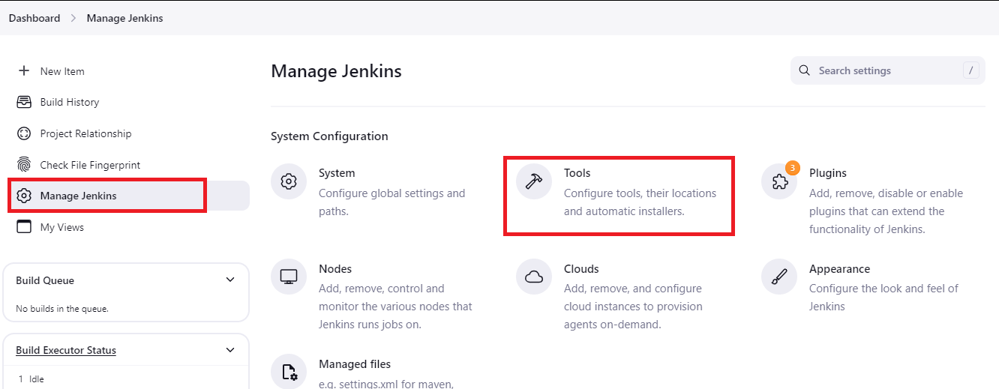 Dashboard > Manage Jenkins
New Item
Build History
Project Relationship
Check File Fingerprint
Manage Jenkins
My Views
Build Queue
No builds in the queue.
Build Executor Status
1 Idle
Manage Jenkins
Search settings /
System Configuration
System
Configure global settings and
paths.
Tools
Configure tools, their locations
and automatic installers.
3
Plugins
Add, remove, disable or enable
plugins that can extend the
functionality of Jenkins.
Nodes
Add, remove, control and
monitor the various nodes that
Jenkins runs jobs on.
Clouds
Add, remove, and configure
cloud instances to provision
agents on-demand.
Appearance
Configure the look and feel of
Jenkins
Managed files
e.g. settings.xml for maven,